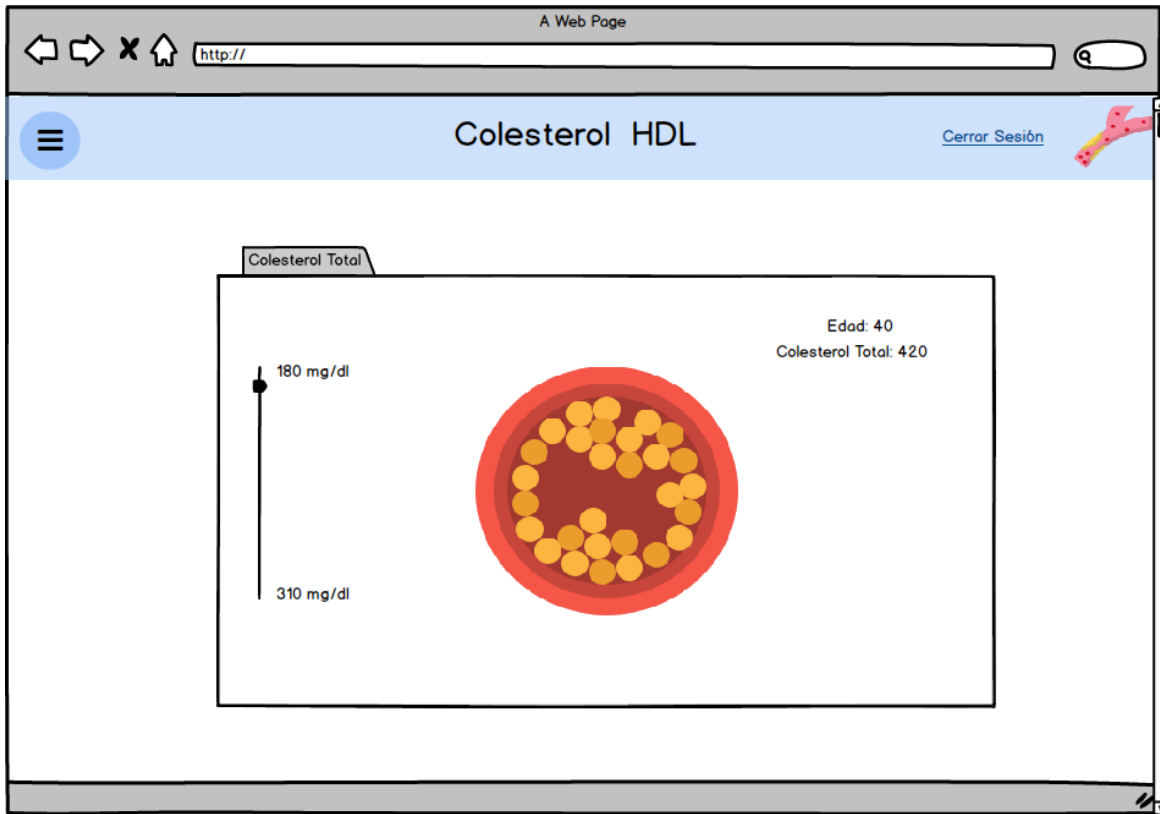 A Web Page
http://
Colesterol HDL
Cerrar Sesión
Colesterol Total
Edad: 40
Colesterol Total: 420
180 mg/dl
310 mg/dl